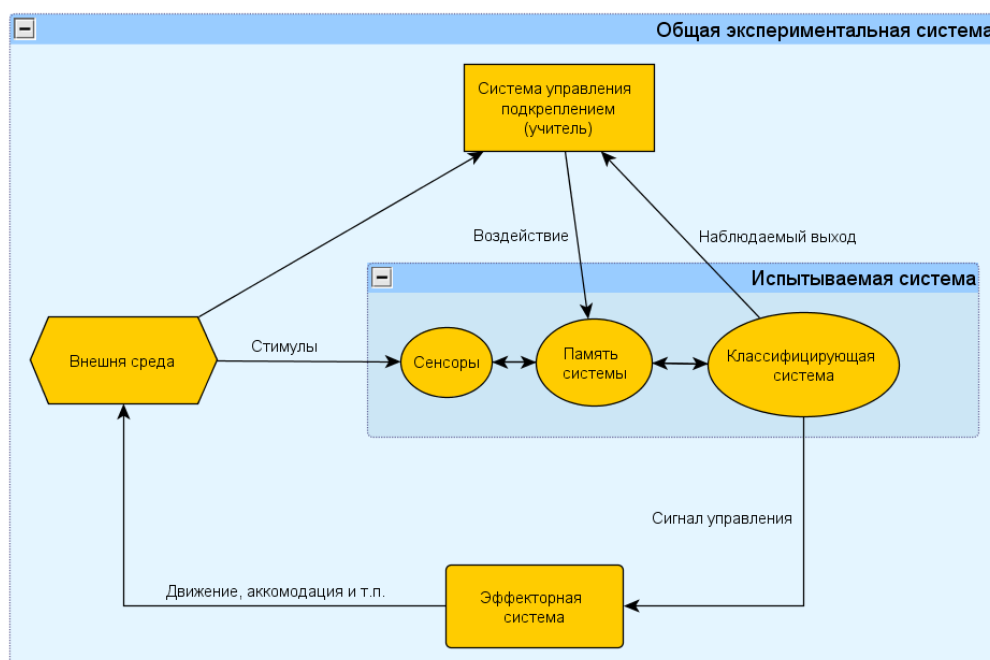 Общая экспериментальная система
Система управления
подкреплением
(учитель)
Воздействие
Наблюдаемый выход
Испытываемая система
Внешня среда
Стимулы
Сенсоры
Память
системы
Классифицирующая
система
Сигнал управления
Движение, аккомодация и т.п.
Эффекторная
система